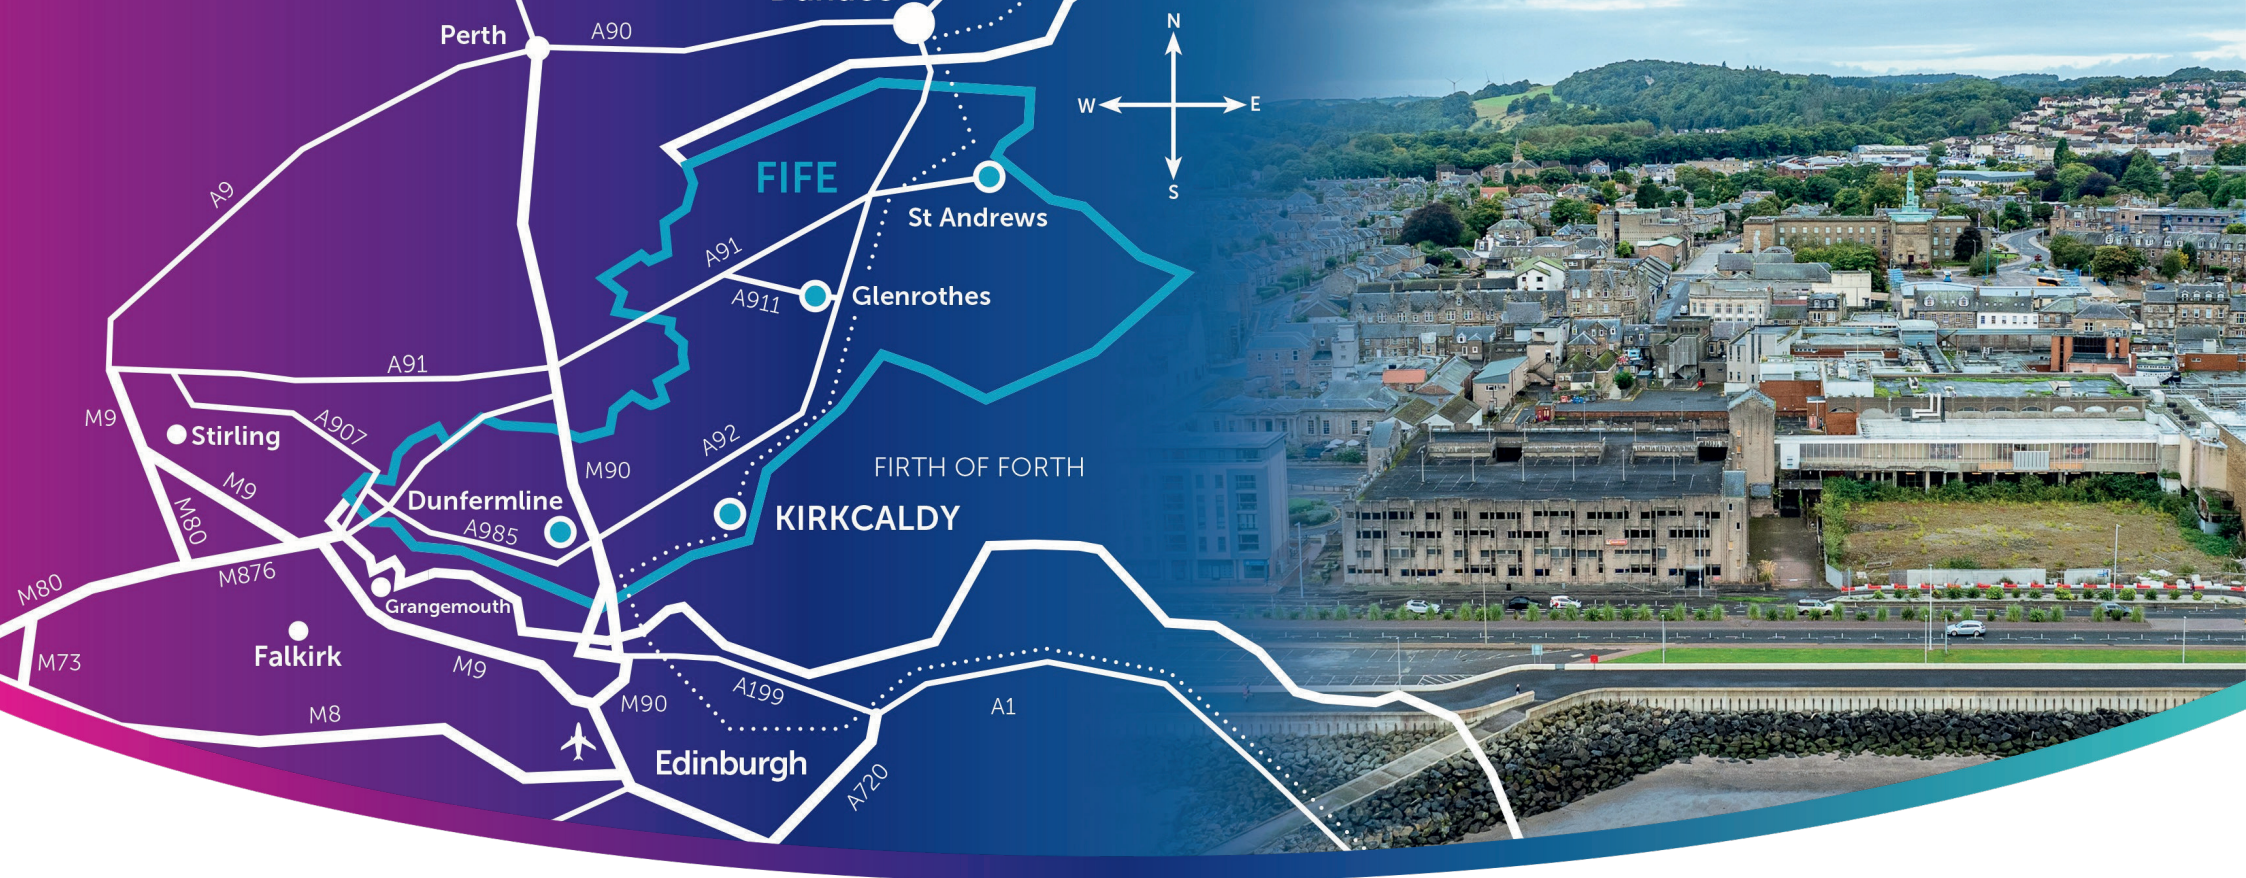 Perth
A90
N
W
E
S
FIFE
A9
St Andrews
A91
A911
Glenrothes
A91
M9
Stirling
A907
A92
M90
FIRTH OF FORTH
M9
M80
Dunfermline
A985
KIRKCALDY
M80
M876
Grangemouth
Falkirk
M73
M9
A199
M90
M8
A1
Edinburgh
A720